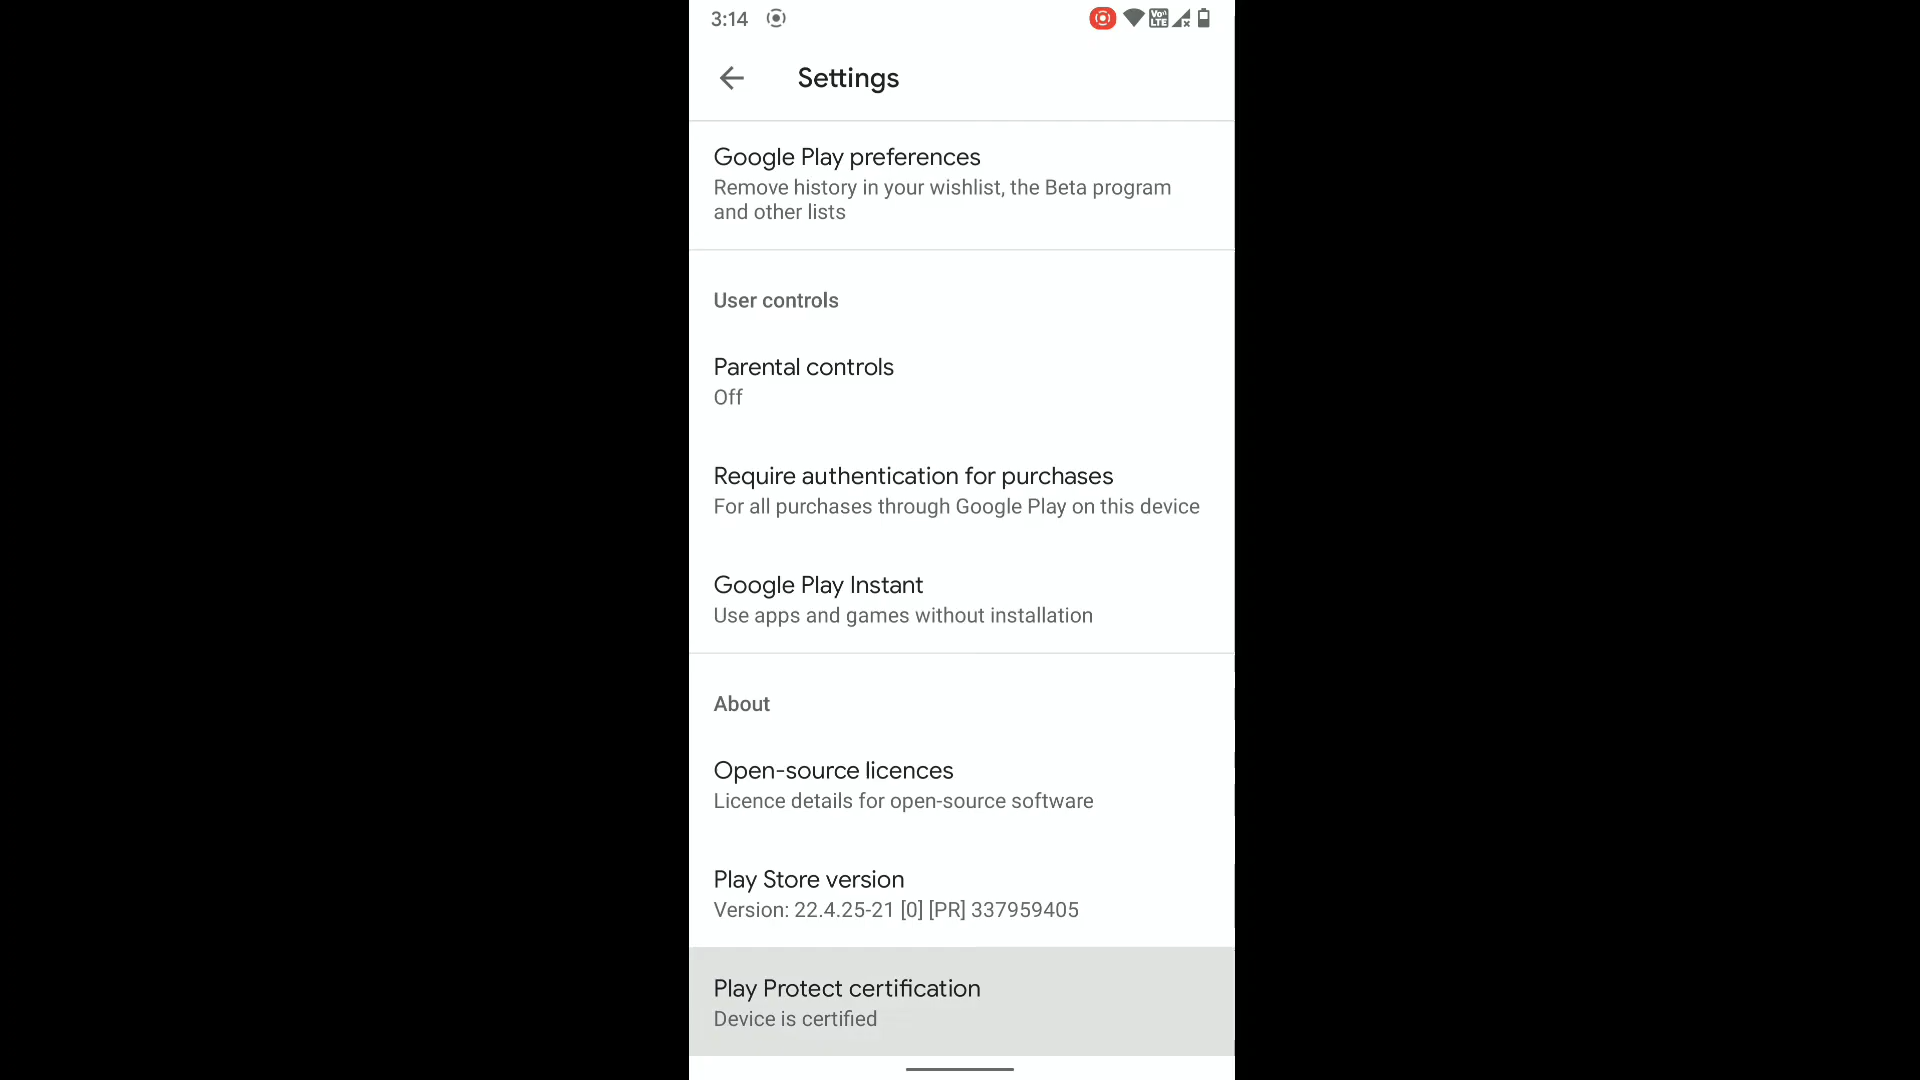 3:14
Vo))
LTE
Settings
Google Play preferences
Remove history in your wishlist, the Beta program
and other lists
User controls
Parental controls
Off
Require authentication for purchases
For all purchases through Google Play on this device
Google Play Instant
Use apps and games without installation
About
Open-source licences
Licence details for open-source software
Play Store version
Version: 22.4.25-21 [0] [PR] 337959405
Play Protect certification
Device is certified